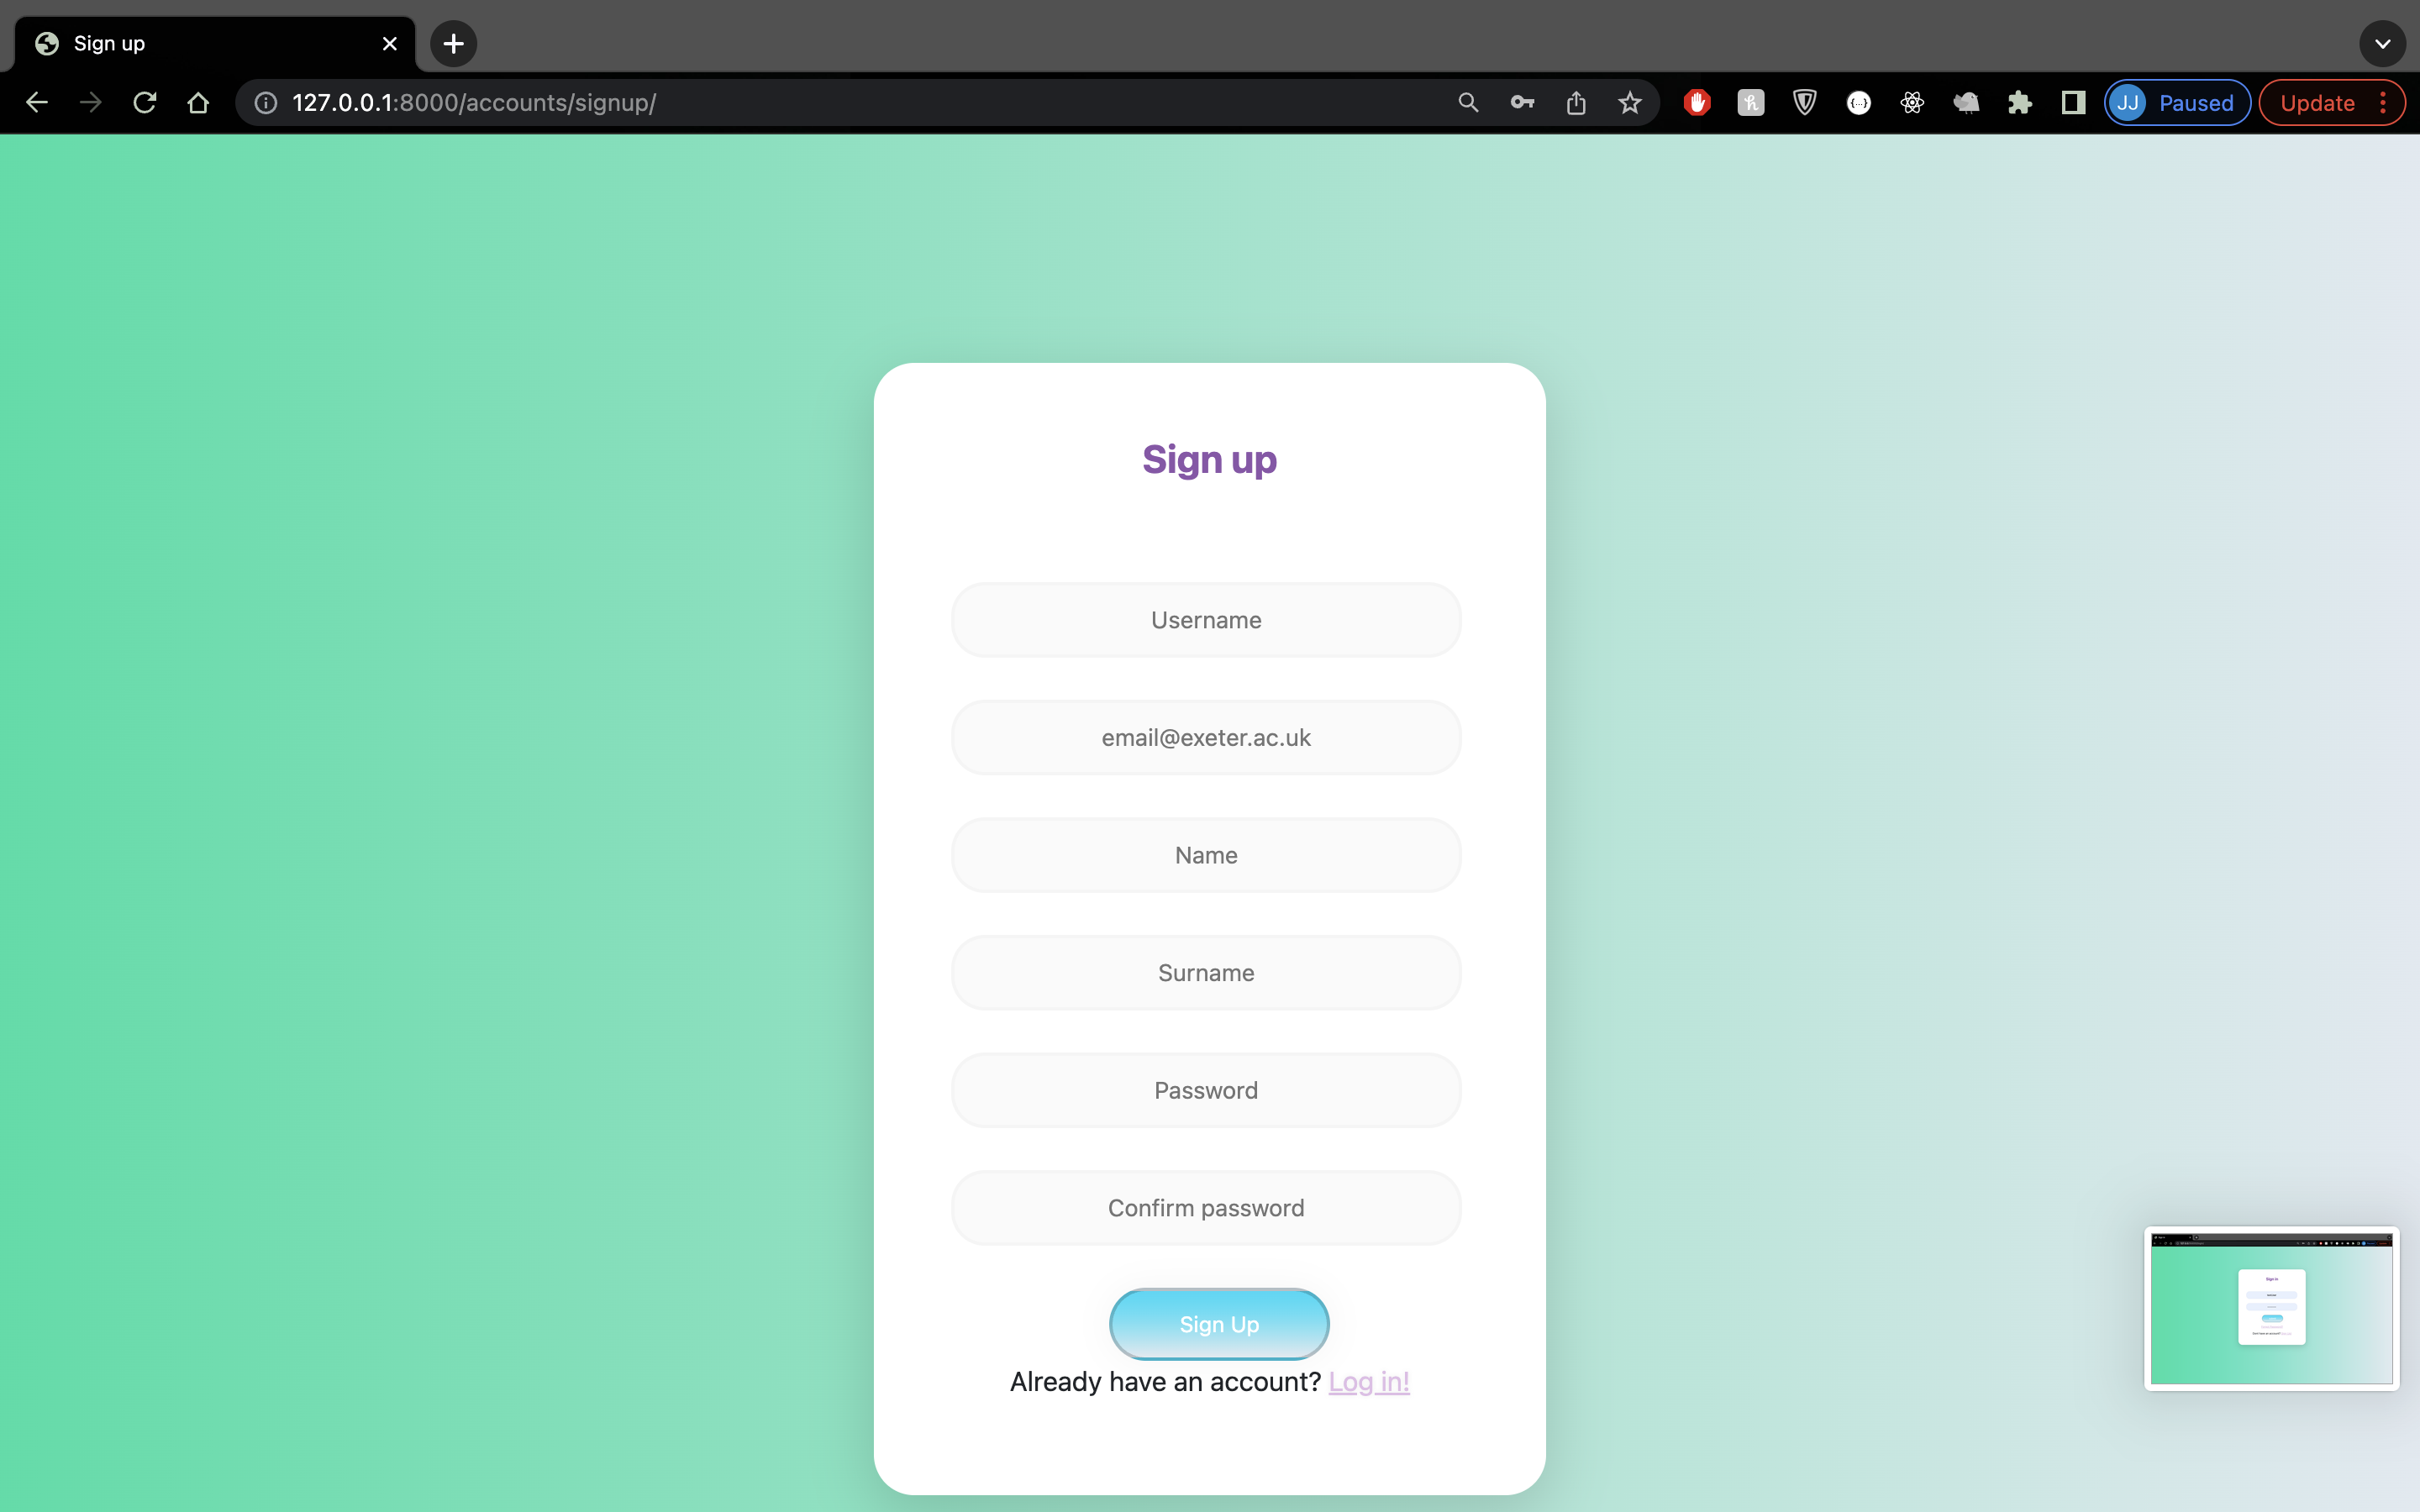 Sign up
127.0.0.1:8000/accounts/signup/
JJ Paused
Update
Sign up
Username
email@exeter.ac.uk
Name
Surname
Password
Confirm password
Sign Up
Already have an account? Log in!